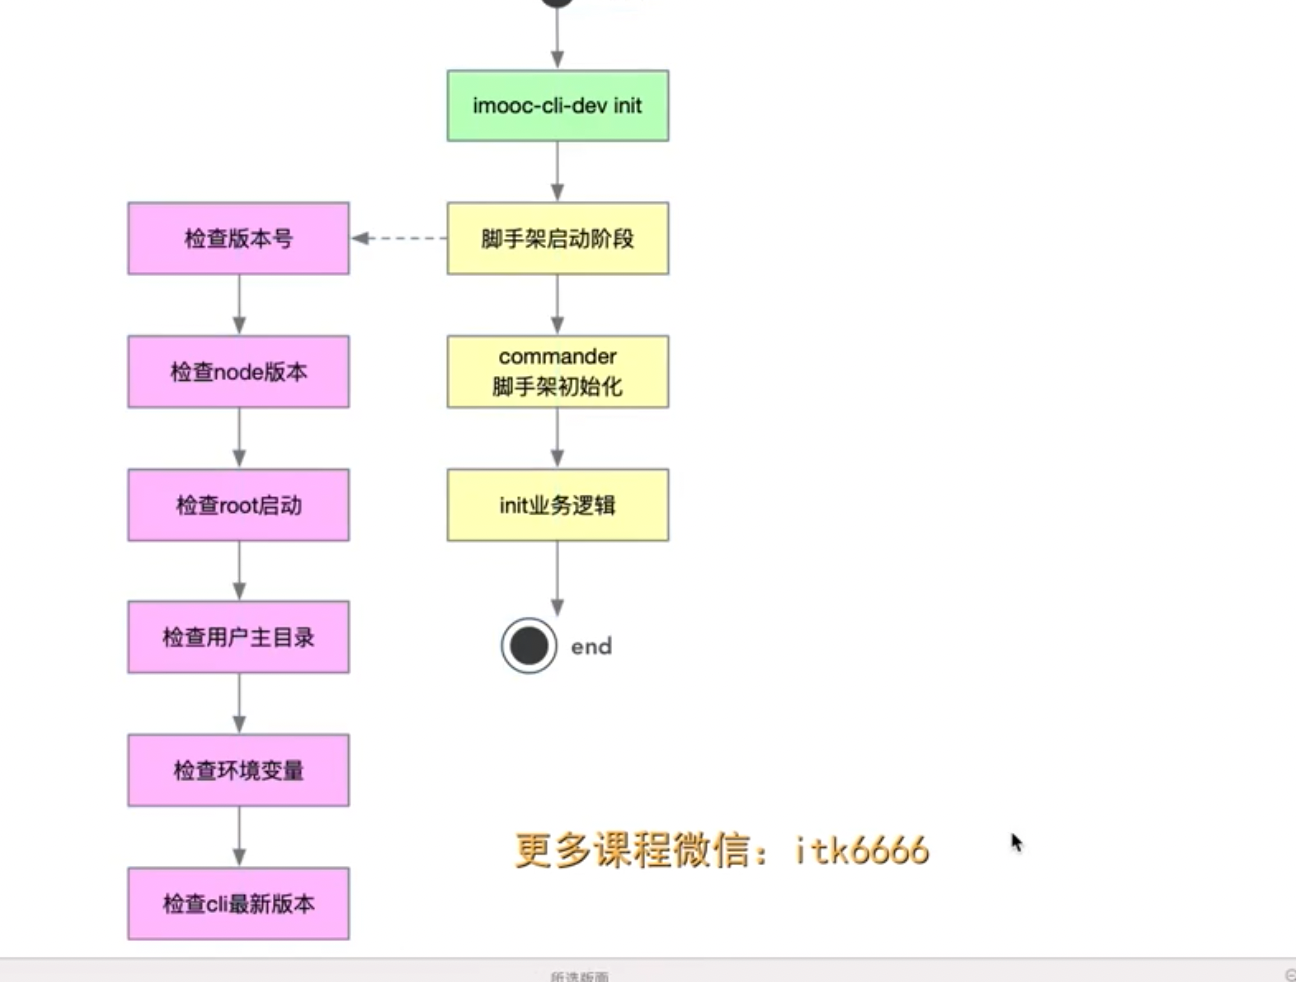 imooc-cli-dev init
检查版本号
脚手架启动阶段
检查node版本
commander
脚手架初始化
检查root启动
init业务逻辑
检查用户主目录
end
检查环境变量
更多课程微信：itk6666
检查cli最新版本
所选版面